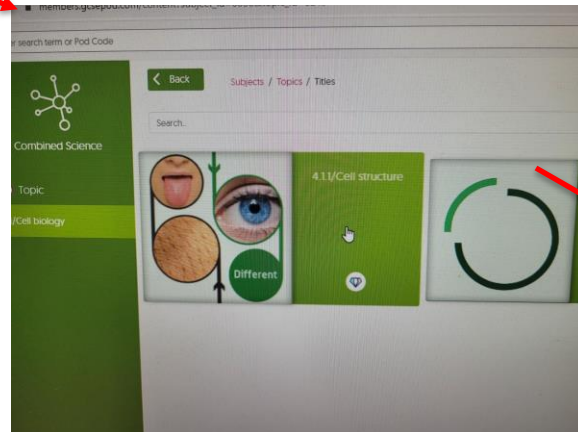 members.gcsepod.com/content
r search term or Pod Code
Back
Subjects / Topics / Titles
Search..
Combined Science
Topic
/Cell biology
4.1.1/Cell structure
Different